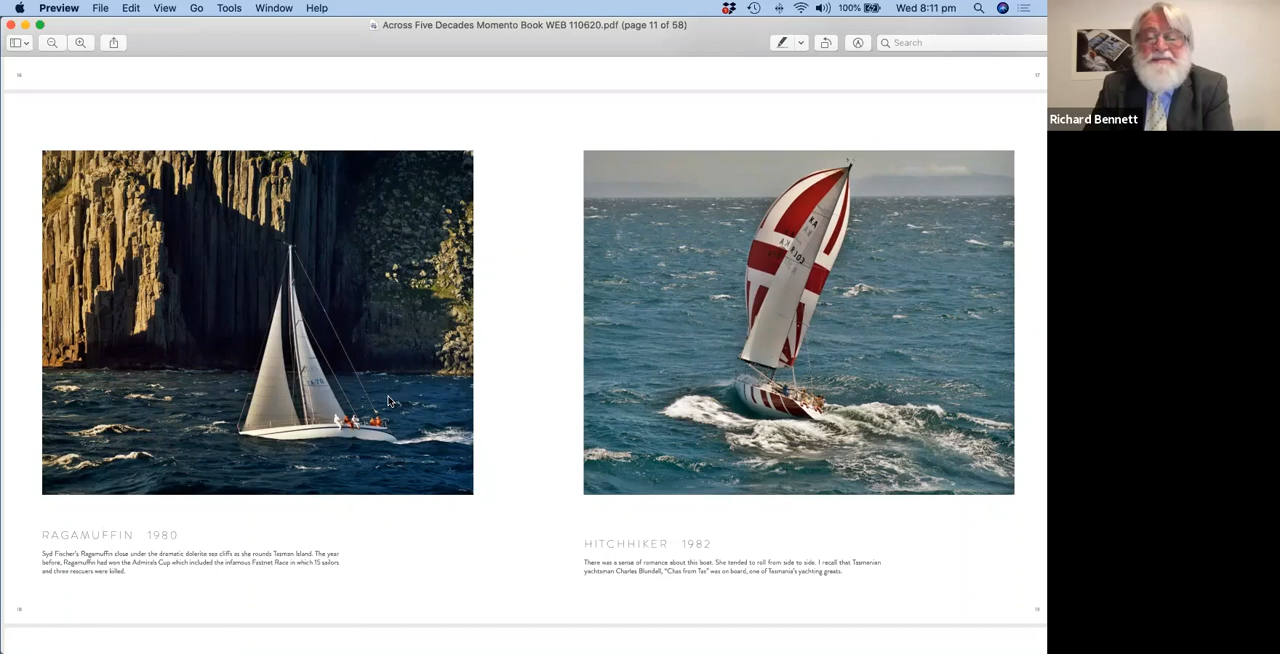 Preview File Edit View Go Tools Window Help 100% Wed 8:11 pm
Across Five Decades Momento Book WEB 110620.pdf (page 11 of 58)
Search
Richard Bennett
16 17
RAGAMUFFIN 1980
Syd Fischer's Ragamuffin close under the dramatic dolerite sea cliffs as she rounds Tasman Island. The year
before, Ragamuffin had won the Admirals Cup which included the infamous Fastnet Race in which 15 sailors
and three rescuers were killed.
HITCHHIKER 1982
There was a sense of romance about this boat. She tended to roll from side to side. I recall that Tasmanian
yachtsman Charles Blundell, "Chas from Tas" was on board, one of Tasmania's yachting greats.
18 19